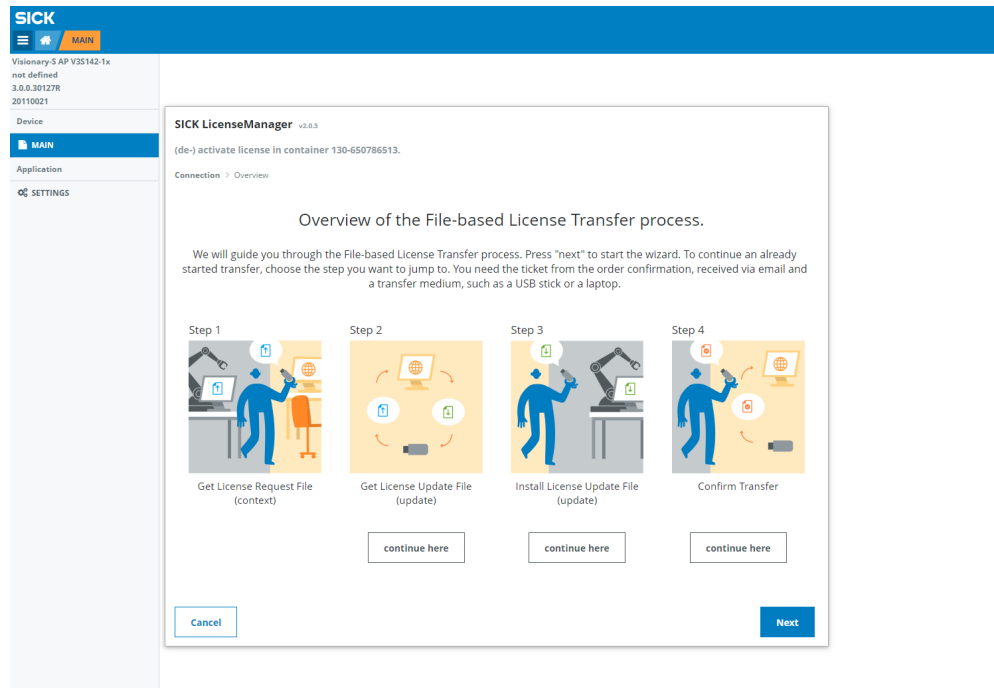 SICK
MAIN
Visionary-S AP V3S142-1x
not defined
3.0.0.30127R
20110021
Device
MAIN
Application
SETTINGS
SICK LicenseManager v2.0.5
(de-) activate license in container 130-650786513.
Connection > Overview
Overview of the File-based License Transfer process.
We will guide you through the File-based License Transfer process. Press "next" to start the wizard. To continue an already
started transfer, choose the step you want to jump to. You need the ticket from the order confirmation, received via email and
a transfer medium, such as a USB stick or a laptop.
Step 1
Step 2
Step 3
Step 4
Get License Request File
(context)
Get License Update File
(update)
Install License Update File
(update)
Confirm Transfer
continue here
continue here
continue here
Cancel
Next